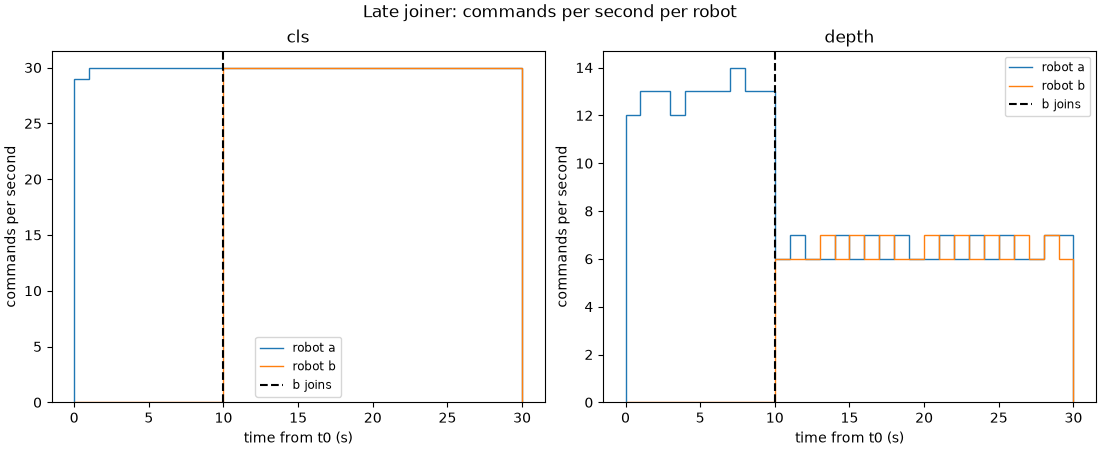 Late joiner: commands per second per robot
cls
commands per second
30
25
20
15
10
5
0
robot a
robot b
b joins
0 5 10 15 20 25 30
time from t0 (s)
depth
commands per second
14
12
10
8
6
4
2
0
robot a
robot b
b joins
0 5 10 15 20 25 30
time from t0 (s)